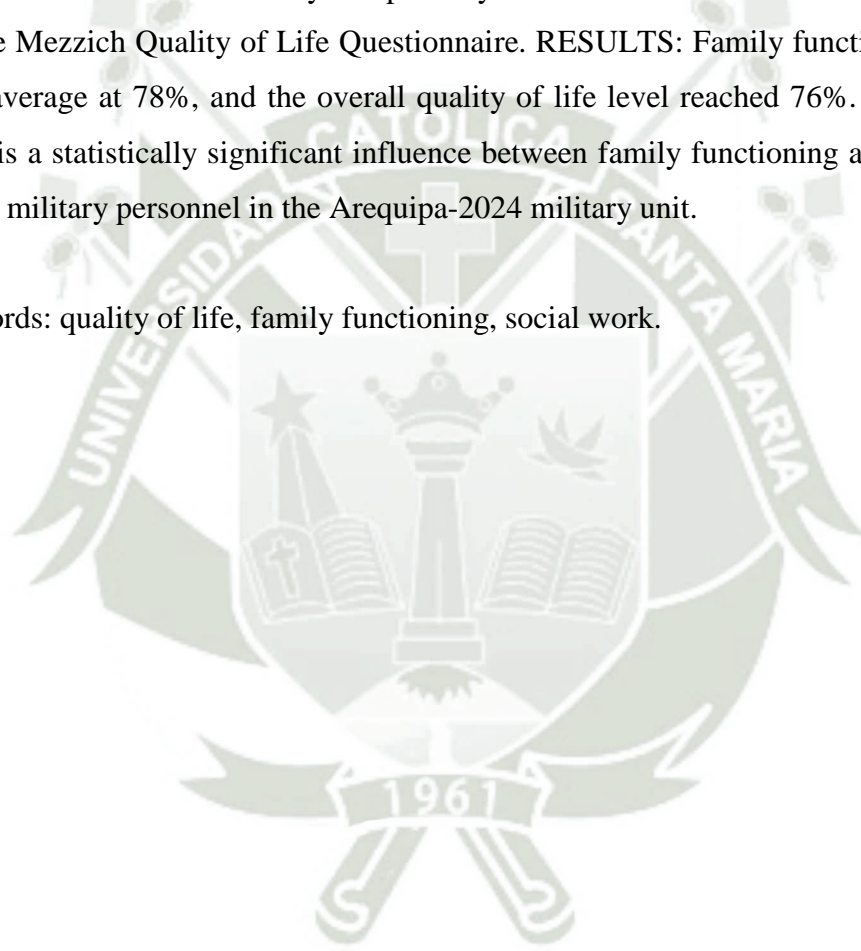 e Mezzich Quality of Life Questionnaire. RESULTS: Family functi
average at 78%, and the overall quality of life level reached 76%.
is a statistically significant influence between family functioning a
military personnel in the Arequipa-2024 military unit.
ords: quality of life, family functioning, social work.
UNIVERSIDAD CATOLICA SANTA MARIA
1961